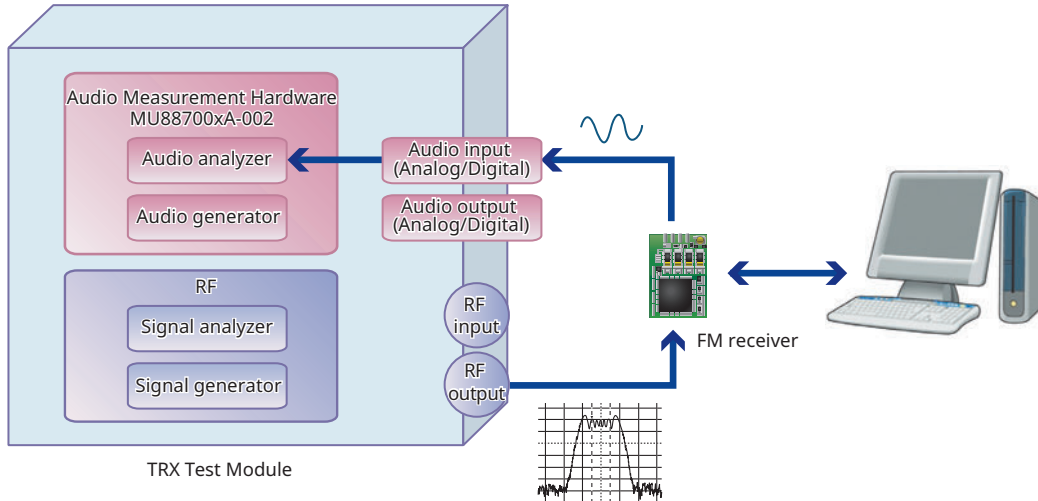 Audio Measurement Hardware
MU88700xA-002
Audio analyzer
Audio generator
Audio input
(Analog/Digital)
Audio output
(Analog/Digital)
RF
Signal analyzer
Signal generator
RF
input
RF
output
FM receiver
TRX Test Module